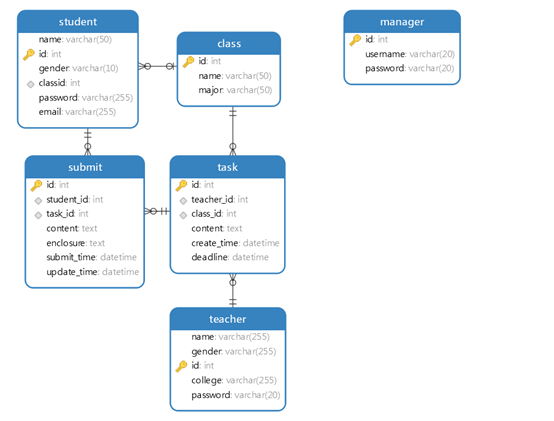 student
name: varchar(50)
id: int
gender: varchar(10)
classid: int
password: varchar(255)
email: varchar(255)
class
id: int
name: varchar(50)
major: varchar(50)
manager
id: int
username: varchar(20)
password: varchar(20)
submit
id: int
student_id: int
task_id: int
content: text
enclosure: text
submit_time: datetime
update_time: datetime
task
id: int
teacher_id: int
class_id: int
content: text
create_time: datetime
deadline: datetime
teacher
name: varchar(255)
gender: varchar(255)
id: int
college: varchar(255)
password: varchar(20)